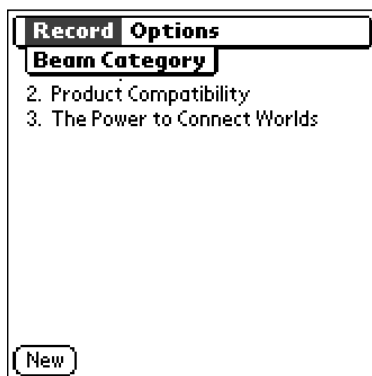 Record Options
Beam Category
2. Product Compatibility
3. The Power to Connect Worlds
New